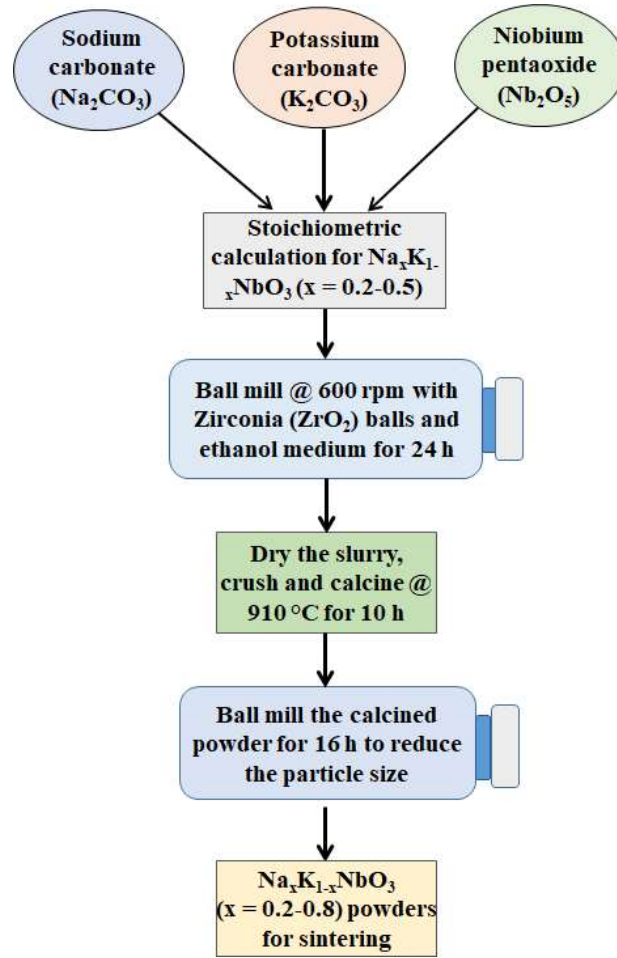 Sodium
carbonate
(Na₂CO₃)
Potassium
carbonate
(K₂CO₃)
Niobium
pentaoxide
(Nb₂O₅)
Stoichiometric
calculation for NaₓK₁₋
ₓNbO₃ (x = 0.2-0.5)
Ball mill @ 600 rpm with
Zirconia (ZrO₂) balls and
ethanol medium for 24 h
Dry the slurry,
crush and calcine @
910 °C for 10 h
Ball mill the calcined
powder for 16 h to reduce
the particle size
NaₓK₁₋ₓNbO₃
(x = 0.2-0.8) powders
for sintering